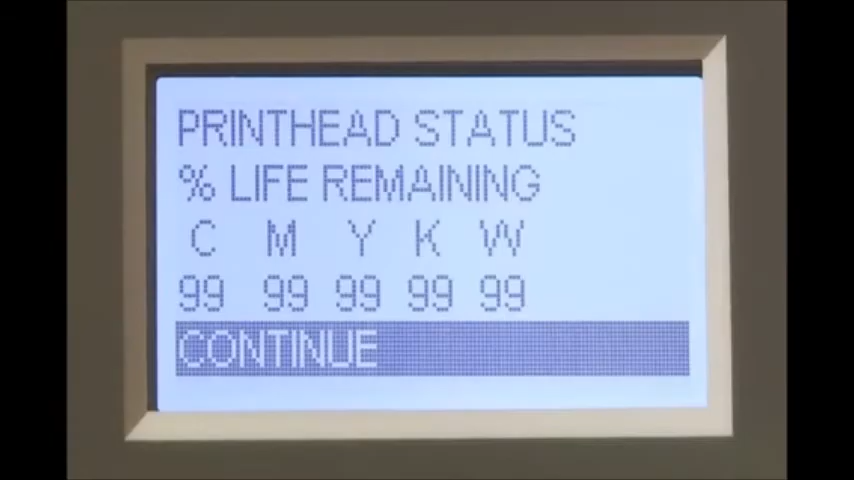 PRINTHEAD STATUS
% LIFE REMAINING
C M Y K W
99 99 99 99 99
CONTINUE